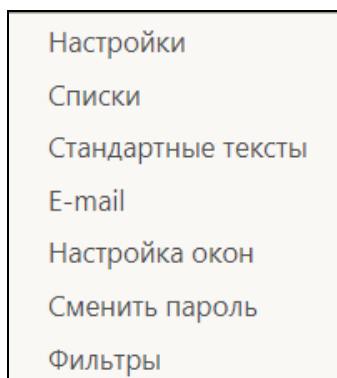 Настройки
Списки
Стандартные тексты
E-mail
Настройка окон
Сменить пароль
Фильтры